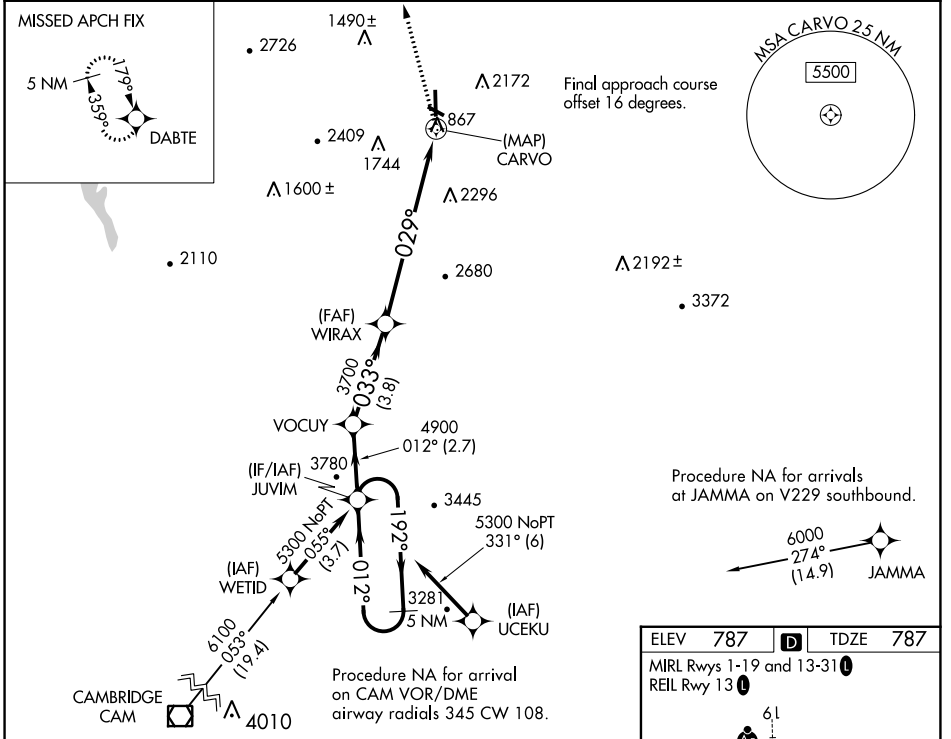 MISSED APCH FIX
5 NM
179°
359°
DABTE
1490±
2726
2172
Final approach course
offset 16 degrees.
MSA CARVO 25 NM
5500
867
(MAP)
CARVO
2409
1744
1600±
2296
029°
2110
2680
2192±
3372
(FAF)
WIRAX
3700
033°
(3.8)
VOCUY
4900
012° (2.7)
(IF/IAF)
JUVIM
3780
3445
Procedure NA for arrivals
at JAMMA on V229 southbound.
6000
274°
(14.9)
JAMMA
5300 NoPT
055°
(3.7)
192°
012°
5300 NoPT
331° (6)
(IAF)
WETID
3281
5 NM
(IAF)
UCEKU
6100
053°
(19.4)
CAMBRIDGE
CAM
4010
Procedure NA for arrival
on CAM VOR/DME
airway radials 345 CW 108.
ELEV 787 D TDZE 787
MIRL Rwys 1-19 and 13-31 L
REIL Rwy 13 L
19